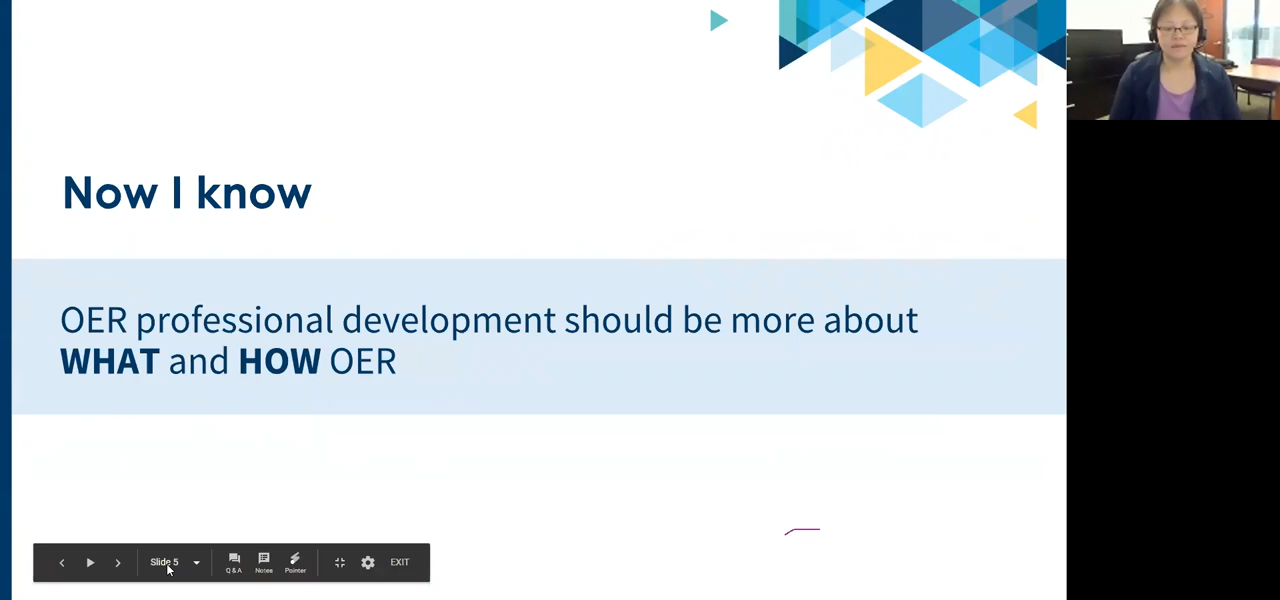 Now I know
OER professional development should be more about
WHAT and HOW OER
Slide 5
Q & A
Notes
Pointer
EXIT